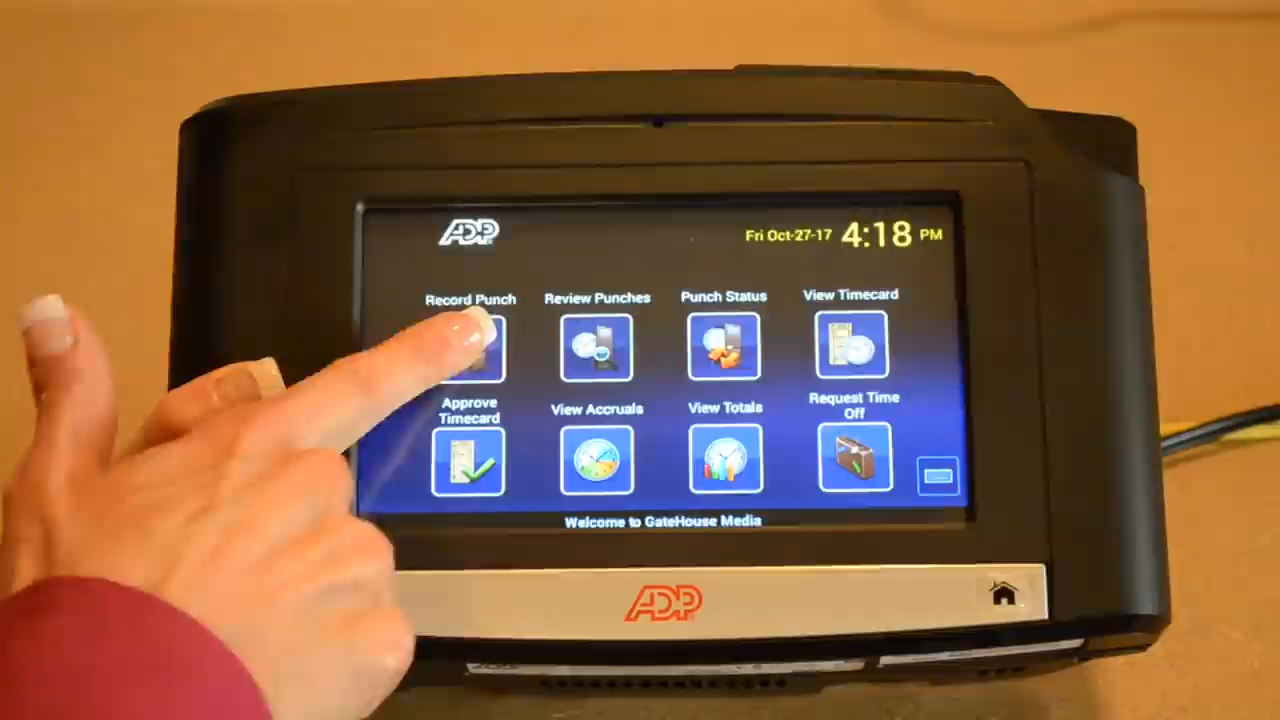 ADP
Fri Oct-27-17 4:18 PM
Record Punch
Review Punches
Punch Status
View Timecard
Approve
Timecard
View Accruals
View Totals
Request Time
Off
Welcome to GateHouse Media
ADP